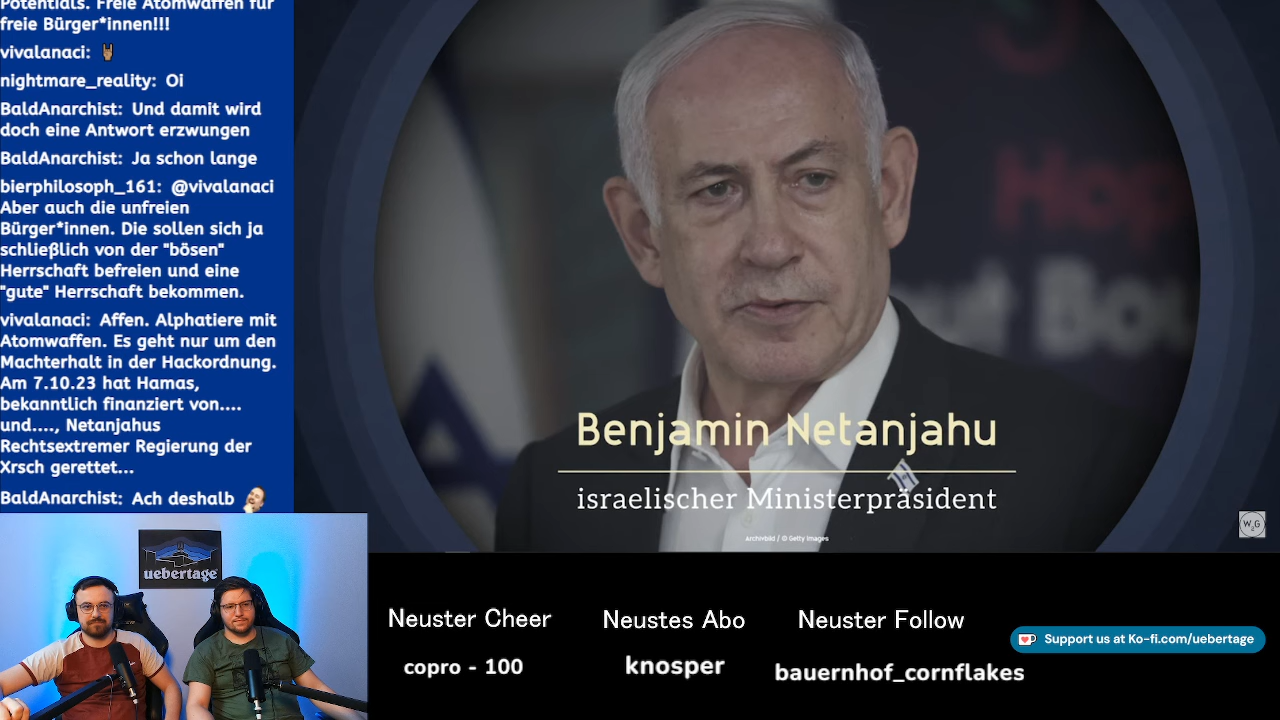 Potentials. Freie Atomwaffen für
freie Bürger*innen!!!
vivalanaci:
nightmare_reality: Oi
BaldAnarchist: Und damit wird
doch eine Antwort erzwungen
BaldAnarchist: Ja schon lange
bierphilosoph_161: @vivalanaci
Aber auch die unfreien
Bürger*innen. Die sollen sich ja
schließlich von der "bösen"
Herrschaft befreien und eine
"gute" Herrschaft bekommen.
vivalanaci: Affen. Alphatiere mit
Atomwaffen. Es geht nur um den
Machterhalt in der Hackordnung.
Am 7.10.23 hat Hamas,
bekanntlich finanziert von....
und...., Netanjahus
Rechtsextremer Regierung der
Xrsch gerettet...
BaldAnarchist: Ach deshalb
Benjamin Netanjahu
israelischer Ministerpräsident
Archivbild / © Getty Images
W2G
uebertage
Neuster Cheer
copro - 100
Neustes Abo
knosper
Neuster Follow
bauernhof_cornflakes
Support us at Ko-fi.com/uebertage